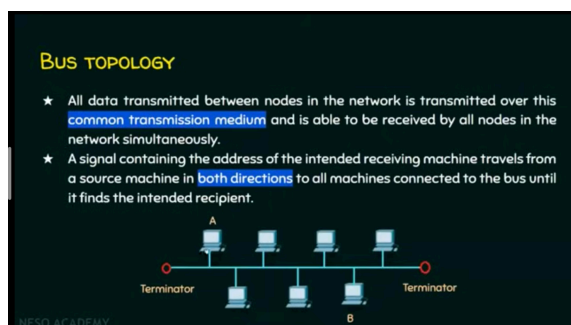 BUS TOPOLOGY
★ All data transmitted between nodes in the network is transmitted over this
common transmission medium and is able to be received by all nodes in the
network simultaneously.
★ A signal containing the address of the intended receiving machine travels from
a source machine in both directions to all machines connected to the bus until
it finds the intended recipient.
A
Terminator
Terminator
B
NESO ACADEMY